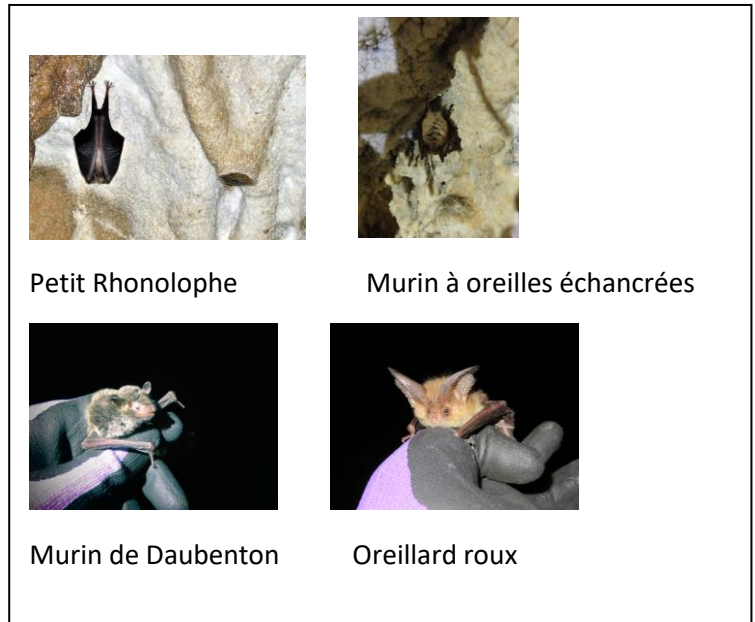 Petit Rhonolophe
Murin à oreilles échancrées
Murin de Daubenton
Oreillard roux